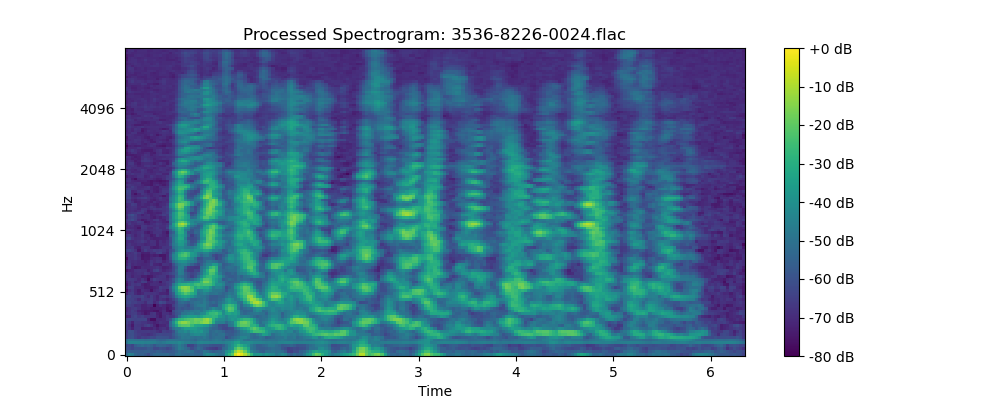 Processed Spectrogram: 3536-8226-0024.flac
Hz
4096
2048
1024
512
0
0 1 2 3 4 5 6
Time
+0 dB
-10 dB
-20 dB
-30 dB
-40 dB
-50 dB
-60 dB
-70 dB
-80 dB